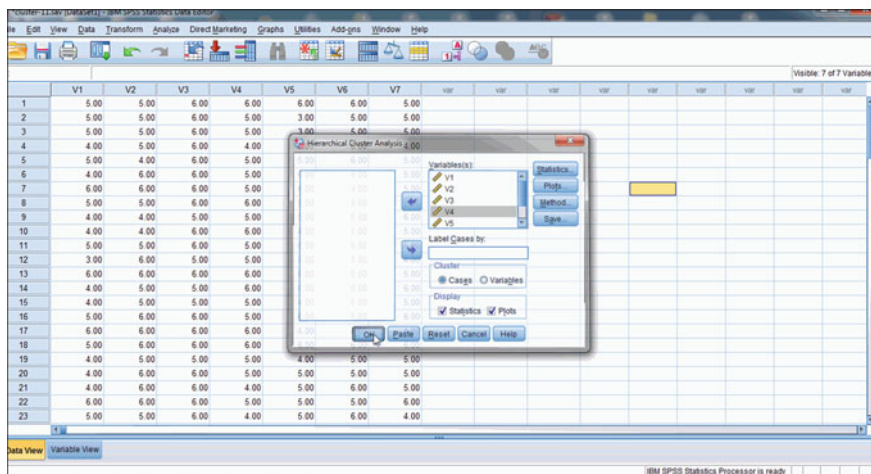 *cluster-11.sav [DataSet1] - IBM SPSS Statistics Data Editor
ile Edit View Data Transform Analyze Direct Marketing Graphs Utilities Add-ons Window Help
Visible: 7 of 7 Variable
V1 V2 V3 V4 V5 V6 V7 var var var var var var var var
1 5.00 5.00 6.00 6.00 6.00 6.00 5.00
2 5.00 5.00 6.00 5.00 3.00 5.00 5.00
3 5.00 5.00 6.00 5.00 3.00 5.00 5.00
4 4.00 5.00 6.00 4.00 4.00
5 5.00 4.00 6.00 5.00
6 4.00 6.00 6.00 5.00
7 6.00 6.00 6.00 5.00
8 5.00 5.00 6.00 6.00
9 4.00 4.00 5.00 5.00
10 4.00 4.00 6.00 6.00
11 5.00 5.00 6.00 5.00
12 3.00 6.00 5.00 6.00
13 6.00 6.00 6.00 4.00
14 4.00 5.00 6.00 4.00
15 4.00 5.00 6.00 5.00
16 5.00 6.00 6.00 6.00
17 6.00 6.00 6.00 6.00
18 5.00 6.00 5.00 5.00
19 4.00 5.00 5.00 5.00 4.00 5.00 5.00
20 4.00 6.00 6.00 5.00 5.00 6.00 5.00
21 4.00 6.00 6.00 4.00 5.00 6.00 5.00
22 6.00 6.00 6.00 5.00 5.00 6.00 5.00
23 5.00 5.00 6.00 4.00 5.00 6.00 4.00
Hierarchical Cluster Analysis
Variables(s):
V1
V2
V3
V4
V5
Statistics...
Plots...
Method...
Save...
Label Cases by:
Cluster
Cases Variables
Display
Statistics Plots
OK Paste Reset Cancel Help
Data View Variable View
IBM SPSS Statistics Processor is ready